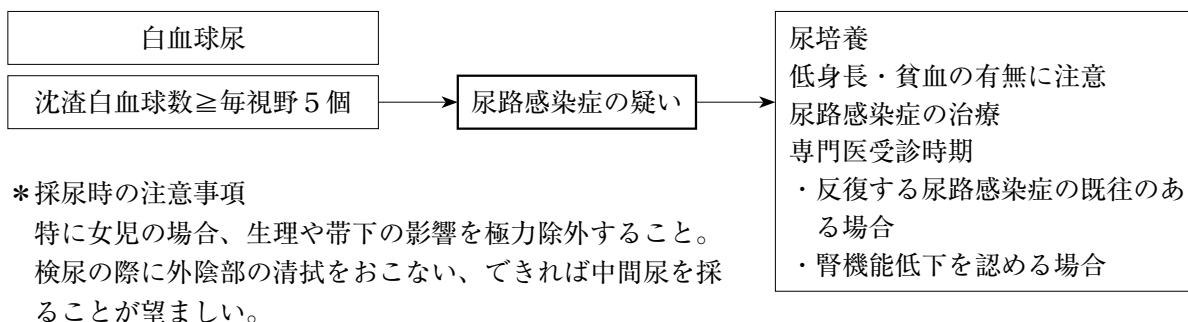 白血球尿
沈渣白血球数≧毎視野5個
尿路感染症の疑い
尿培養
低身長・貧血の有無に注意
尿路感染症の治療
専門医受診時期
・反復する尿路感染症の既往のあ
る場合
・腎機能低下を認める場合
＊採尿時の注意事項
特に女児の場合、生理や帯下の影響を極力除外すること。
検尿の際に外陰部の清拭をおこない、できれば中間尿を採
ることが望ましい。